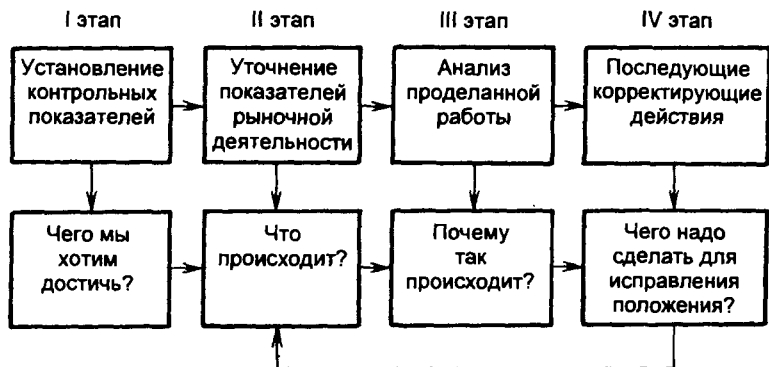 I этап
II этап
III этап
IV этап
Установление
контрольных
показателей
Уточнение
показателей
рыночной
деятельности
Анализ
проделанной
работы
Последующие
корректирующие
действия
Чего мы
хотим
достичь?
Что
происходит?
Почему
так
происходит?
Чего надо
сделать для
исправления
положения?